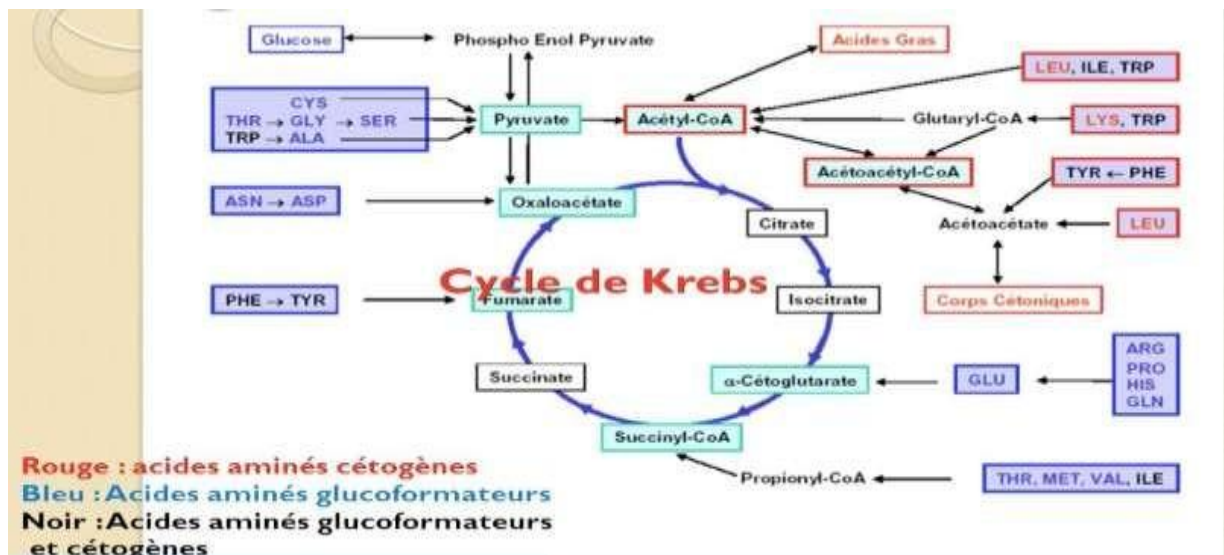 Glucose
Phospho Enol Pyruvate
Acides Gras
LEU, ILE, TRP
CYS
THR → GLY → SER
TRP → ALA
Pyruvate
Acétyl-CoA
Glutaryl-CoA
LYS, TRP
Acétoacétyl-CoA
TYR ← PHE
ASN → ASP
Oxaloacétate
Citrate
Acétoacétate
LEU
Cycle de Krebs
PHE → TYR
Fumarate
Isocitrate
Corps Cétoniques
Succinate
α-Cétoglutarate
GLU
ARG
PRO
HIS
GLN
Succinyl-CoA
Propionyl-CoA
THR, MET, VAL, ILE
Rouge : acides aminés cétogènes
Bleu : Acides aminés glucoformateurs
Noir : Acides aminés glucoformateurs
et cétogènes